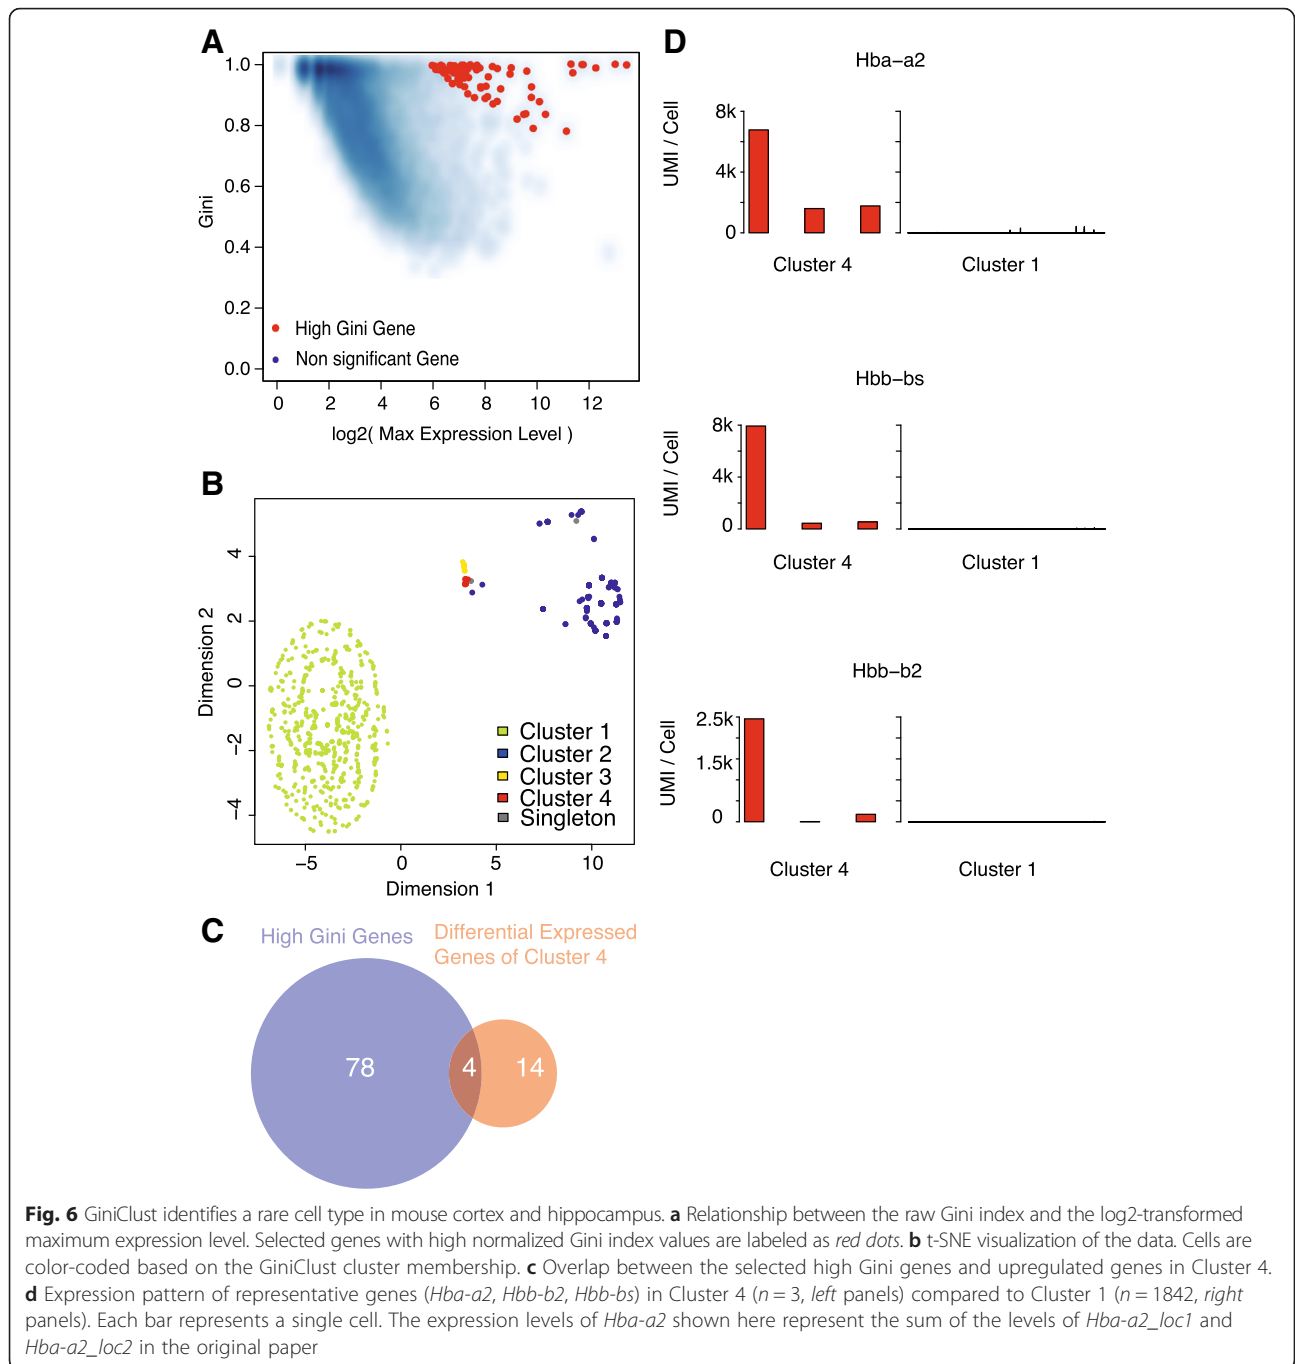 A
1.0
0.8
0.6
0.4
0.2
0.0
Gini
High Gini Gene
Non significant Gene
0 2 4 6 8 10 12
log2( Max Expression Level )
B
4
2
0
−2
−4
Dimension 2
Cluster 1
Cluster 2
Cluster 3
Cluster 4
Singleton
−5 0 5 10
Dimension 1
C
High Gini Genes
Differential Expressed
Genes of Cluster 4
78
4
14
D
Hba−a2
UMI / Cell
8k
4k
0
Cluster 4
Cluster 1
Hbb−bs
UMI / Cell
8k
4k
0
Cluster 4
Cluster 1
Hbb−b2
UMI / Cell
2.5k
1.5k
0
Cluster 4
Cluster 1
Fig. 6 GiniClust identifies a rare cell type in mouse cortex and hippocampus. a Relationship between the raw Gini index and the log2-transformed
maximum expression level. Selected genes with high normalized Gini index values are labeled as red dots. b t-SNE visualization of the data. Cells are
color-coded based on the GiniClust cluster membership. c Overlap between the selected high Gini genes and upregulated genes in Cluster 4.
d Expression pattern of representative genes (Hba-a2, Hbb-b2, Hbb-bs) in Cluster 4 (n = 3, left panels) compared to Cluster 1 (n = 1842, right
panels). Each bar represents a single cell. The expression levels of Hba-a2 shown here represent the sum of the levels of Hba-a2_loc1 and
Hba-a2_loc2 in the original paper